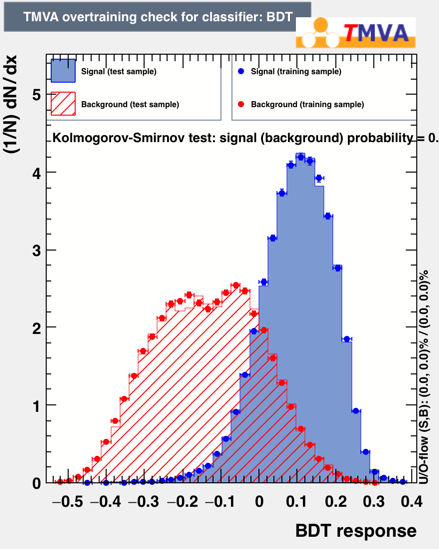 TMVA overtraining check for classifier: BDT
TMVA
Signal (test sample)
Signal (training sample)
Background (test sample)
Background (training sample)
Kolmogorov-Smirnov test: signal (background) probability = 0.
(1/N) dN/dx
5
4
3
2
1
0
−0.5 −0.4 −0.3 −0.2 −0.1 0 0.1 0.2 0.3 0.4
BDT response
U/O-flow (S,B): (0.0, 0.0)% / (0.0, 0.0)%